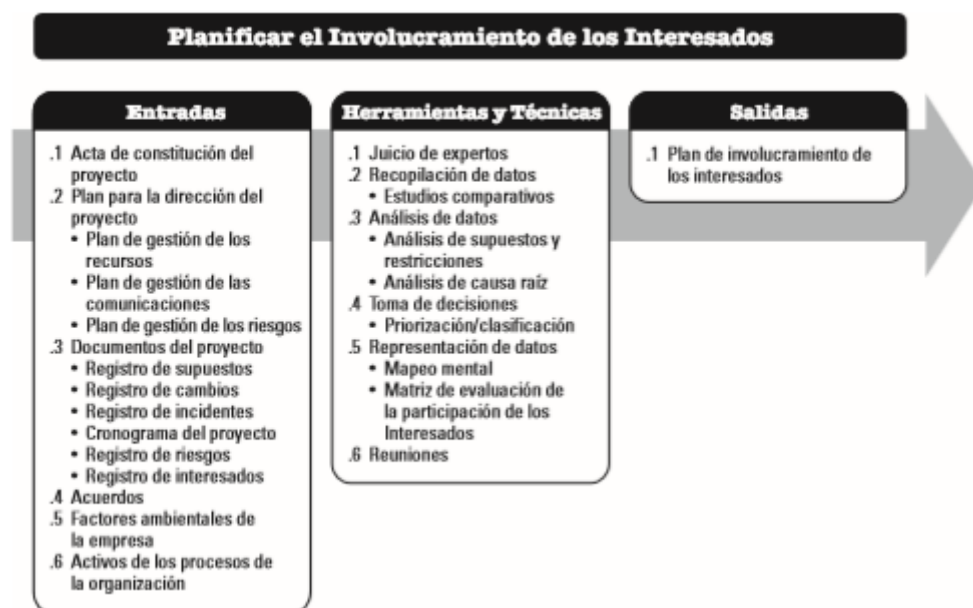 Planificar el Involucramiento de los Interesados
Entradas
.1 Acta de constitución del
proyecto
.2 Plan para la dirección del
proyecto
• Plan de gestión de los
recursos
• Plan de gestión de las
comunicaciones
• Plan de gestión de los riesgos
.3 Documentos del proyecto
• Registro de supuestos
• Registro de cambios
• Registro de incidentes
• Cronograma del proyecto
• Registro de riesgos
• Registro de interesados
.4 Acuerdos
.5 Factores ambientales de
la empresa
.6 Activos de los procesos de
la organización
Herramientas y Técnicas
.1 Juicio de expertos
.2 Recopilación de datos
• Estudios comparativos
.3 Análisis de datos
• Análisis de supuestos y
restricciones
• Análisis de causa raíz
.4 Toma de decisiones
• Priorización/clasificación
.5 Representación de datos
• Mapeo mental
• Matriz de evaluación de
la participación de los
Interesados
.6 Reuniones
Salidas
.1 Plan de involucramiento de
los interesados